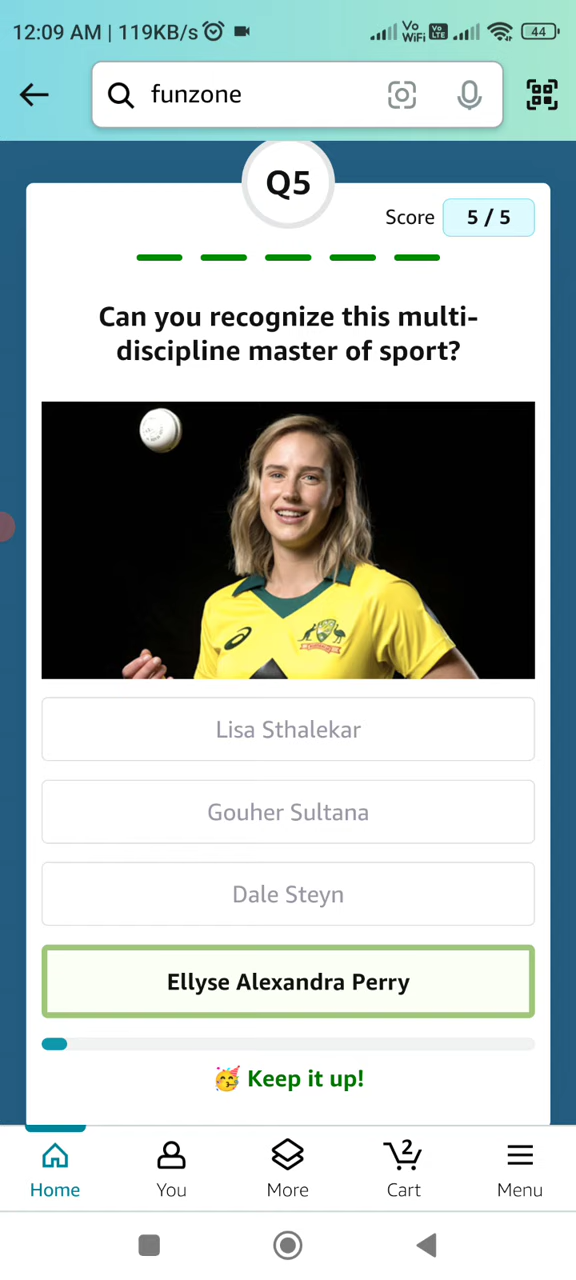 12:09 AM | 119KB/s
Vo WiFi
Vo LTE
44
funzone
Q5
Score 5 / 5
Can you recognize this multi-
discipline master of sport?
Lisa Sthalekar
Gouher Sultana
Dale Steyn
Ellyse Alexandra Perry
Keep it up!
2
Home You More Cart Menu